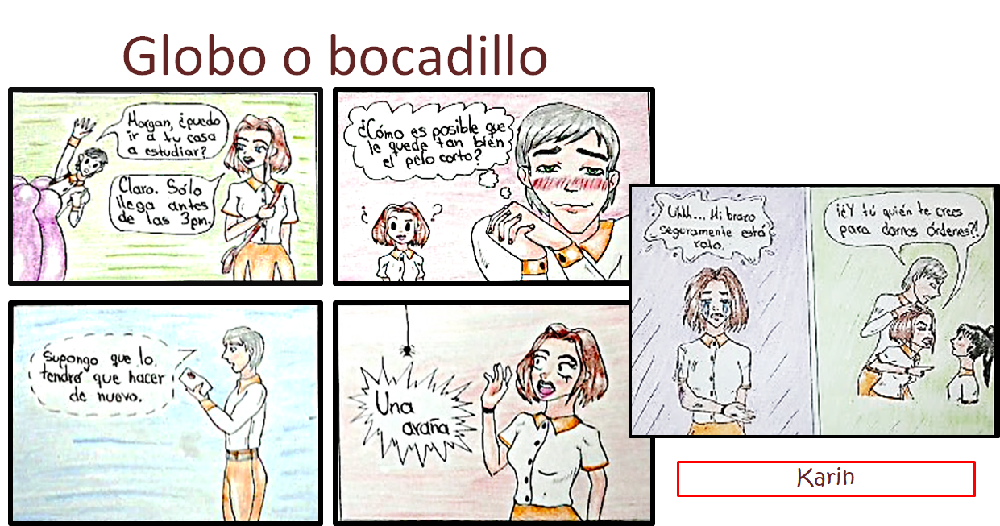 Globo o bocadillo
Morgan, ¿puedo
ir a tu casa
a estudiar?
Claro. Sólo
llega antes
de las 3pm.
¿Cómo es posible que
le quede tan bien
el pelo corto?
¿ ?
Supongo que lo
tendré que hacer
de nuevo.
Una
araña
Uhh... Mi brazo
seguramente está
roto.
¡¿Y tú quién te crees
para darnos órdenes?!
Karin